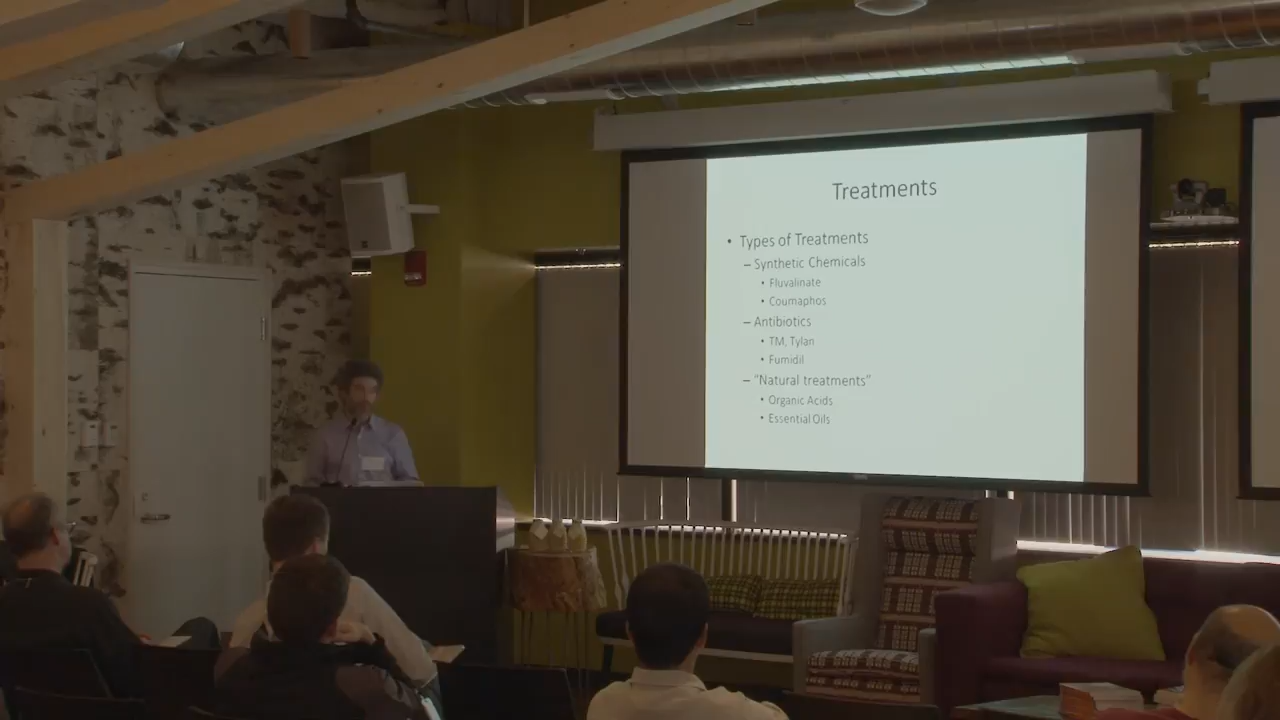 Treatments
• Types of Treatments
– Synthetic Chemicals
• Fluvalinate
• Coumaphos
– Antibiotics
• TM, Tylan
• Fumidil
– "Natural treatments"
• Organic Acids
• Essential Oils